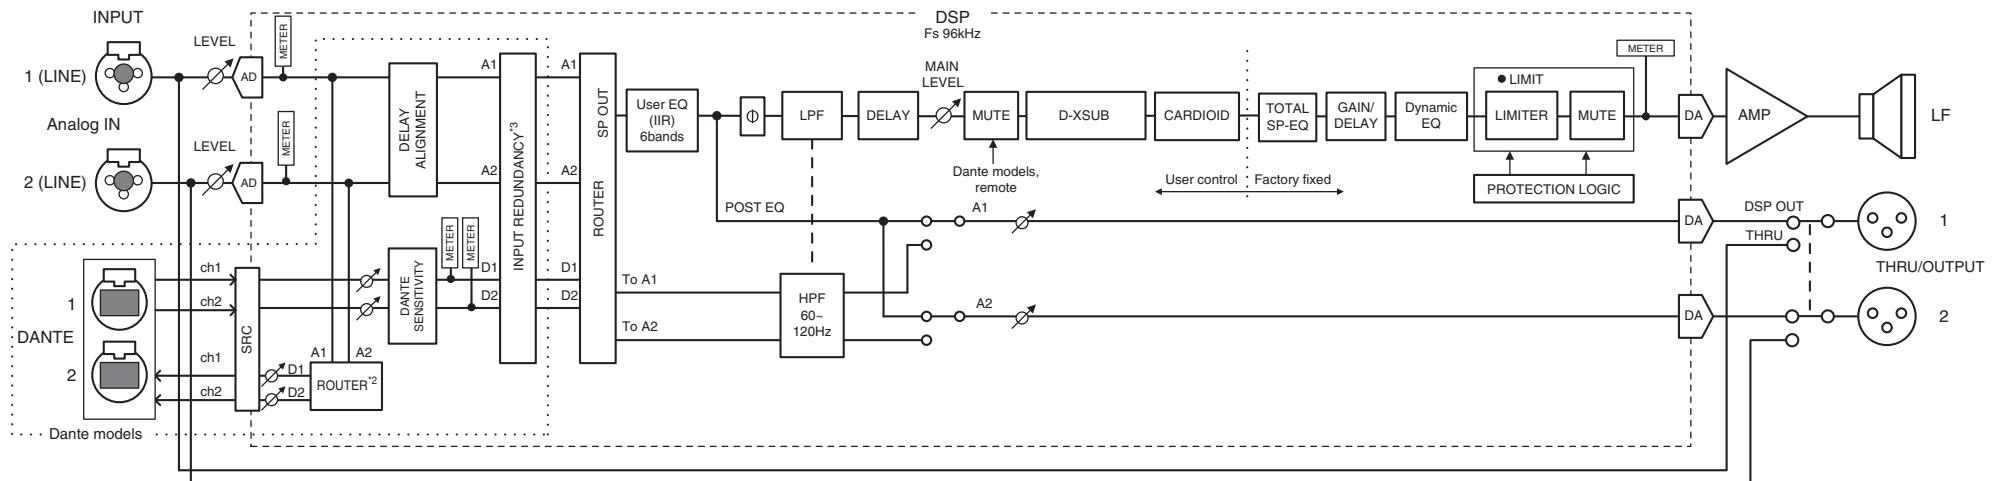 INPUT
1 (LINE)
Analog IN
2 (LINE)
LEVEL
LEVEL
AD
AD
METER
METER
DELAY
ALIGNMENT
A1
A2
INPUT REDUNDANCY*3
A1
A2
D1
D2
D1
D2
SP OUT
ROUTER
DANTE
1
2
ch1
ch2
ch1
ch2
SRC
DANTE
SENSITIVITY
METER
METER
A1
A2
D1
D2
ROUTER*2
Dante models
DSP
Fs 96kHz
User EQ
(IIR)
6bands
Φ
LPF
DELAY
MAIN
LEVEL
MUTE
Dante models,
remote
D-XSUB
CARDIOID
User control
Factory fixed
TOTAL
SP-EQ
GAIN/
DELAY
Dynamic
EQ
LIMIT
LIMITER
MUTE
PROTECTION LOGIC
METER
DA
AMP
LF
POST EQ
To A1
To A2
HPF
60~
120Hz
A1
A2
DA
DA
DSP OUT
THRU
1
THRU/OUTPUT
2